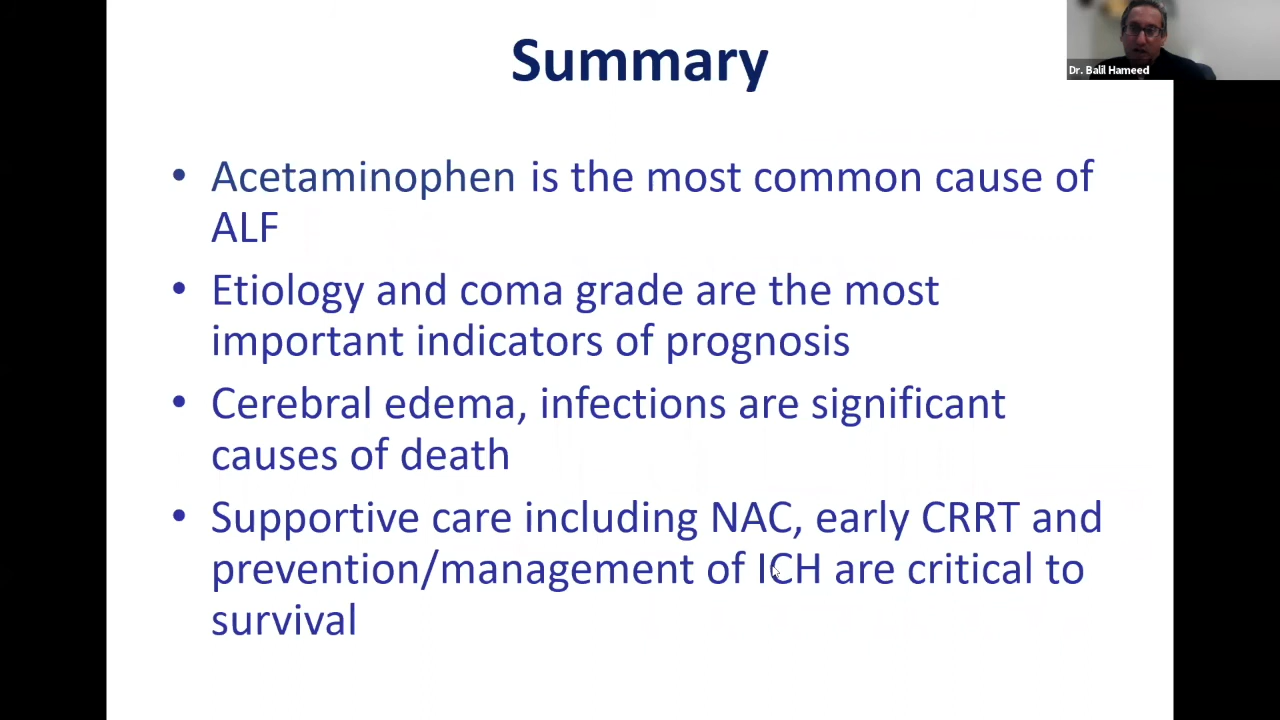 Summary
Dr. Balil Hameed
• Acetaminophen is the most common cause of
ALF
• Etiology and coma grade are the most
important indicators of prognosis
• Cerebral edema, infections are significant
causes of death
• Supportive care including NAC, early CRRT and
prevention/management of ICH are critical to
survival